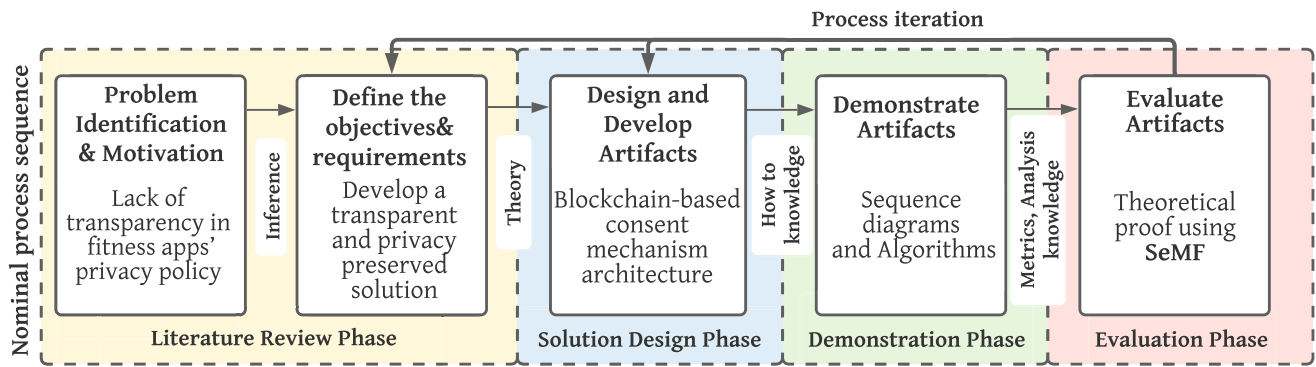 Process iteration
Nominal process sequence
Problem
Identification
& Motivation
Lack of
transparency in
fitness apps’
privacy policy
Inference
Define the
objectives&
requirements
Develop a
transparent
and privacy
preserved
solution
Literature Review Phase
Theory
Design and
Develop
Artifacts
Blockchain-based
consent
mechanism
architecture
Solution Design Phase
How to
knowledge
Demonstrate
Artifacts
Sequence
diagrams
and Algorithms
Demonstration Phase
Metrics, Analysis
knowledge
Evaluate
Artifacts
Theoretical
proof using
SeMF
Evaluation Phase